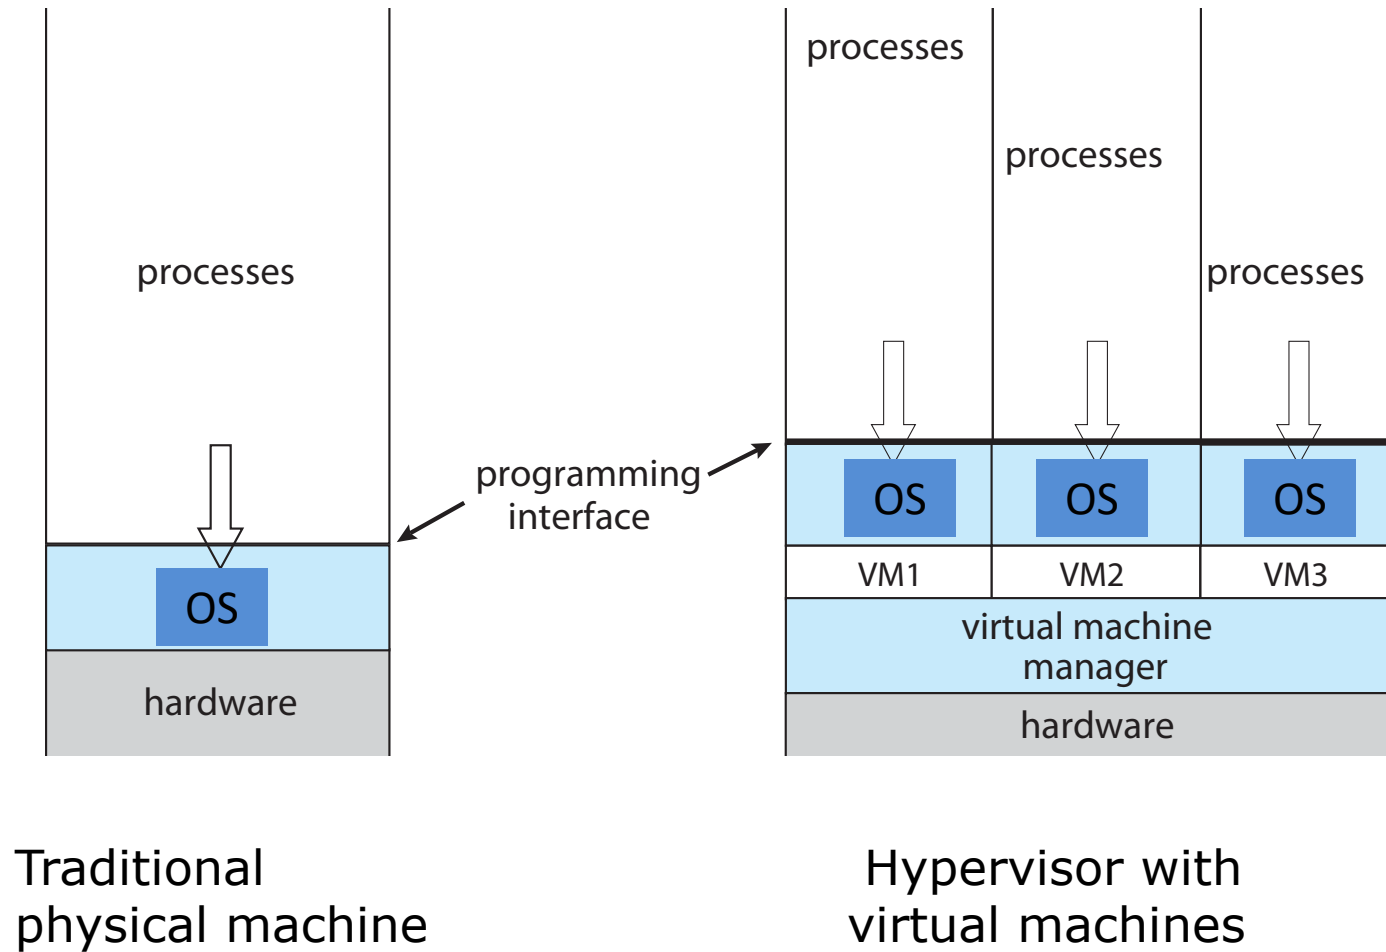 processes
OS
hardware
programming
interface
processes
processes
processes
OS
OS
OS
VM1
VM2
VM3
virtual machine
manager
hardware
Traditional
physical machine
Hypervisor with
virtual machines